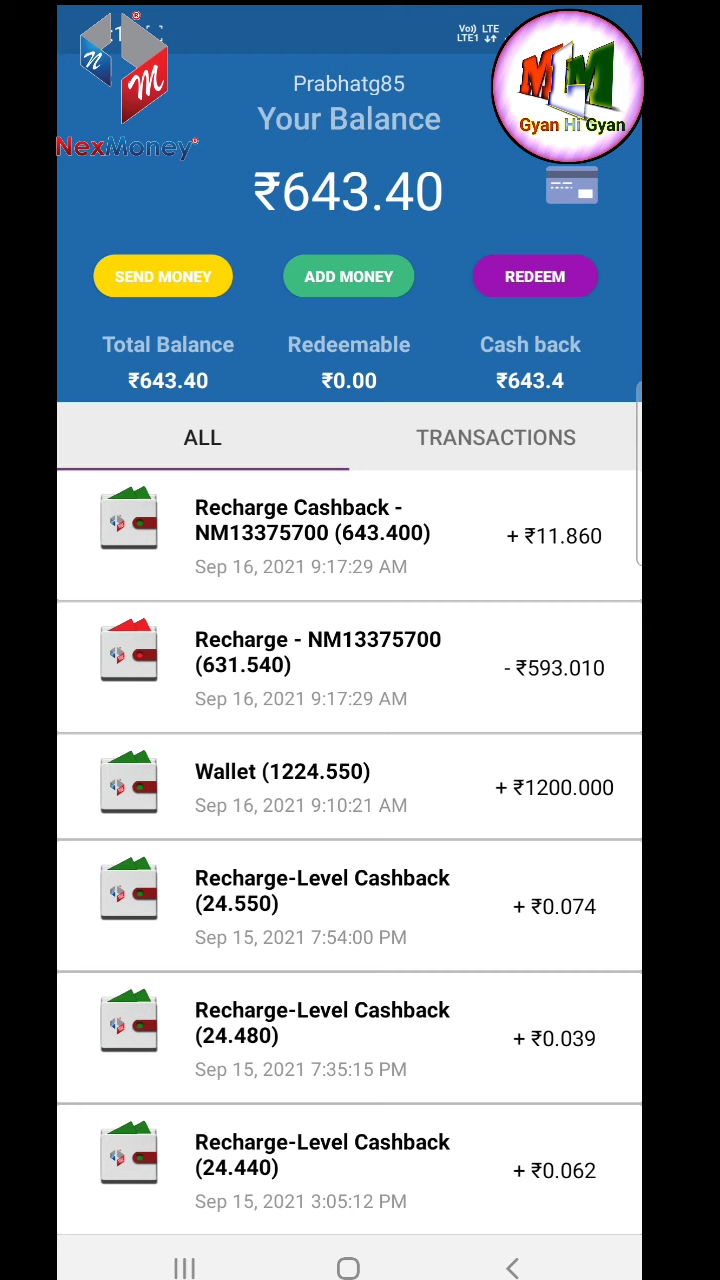 Vo)) LTE
LTE1
n
m
NexMoney
MLM
Gyan Hi Gyan
Prabhatg85
Your Balance
₹643.40
SEND MONEY
ADD MONEY
REDEEM
Total Balance
Redeemable
Cash back
₹643.40
₹0.00
₹643.4
ALL
TRANSACTIONS
Recharge Cashback -
NM13375700 (643.400)
+ ₹11.860
Sep 16, 2021 9:17:29 AM
Recharge - NM13375700
(631.540)
- ₹593.010
Sep 16, 2021 9:17:29 AM
Wallet (1224.550)
+ ₹1200.000
Sep 16, 2021 9:10:21 AM
Recharge-Level Cashback
(24.550)
+ ₹0.074
Sep 15, 2021 7:54:00 PM
Recharge-Level Cashback
(24.480)
+ ₹0.039
Sep 15, 2021 7:35:15 PM
Recharge-Level Cashback
(24.440)
+ ₹0.062
Sep 15, 2021 3:05:12 PM